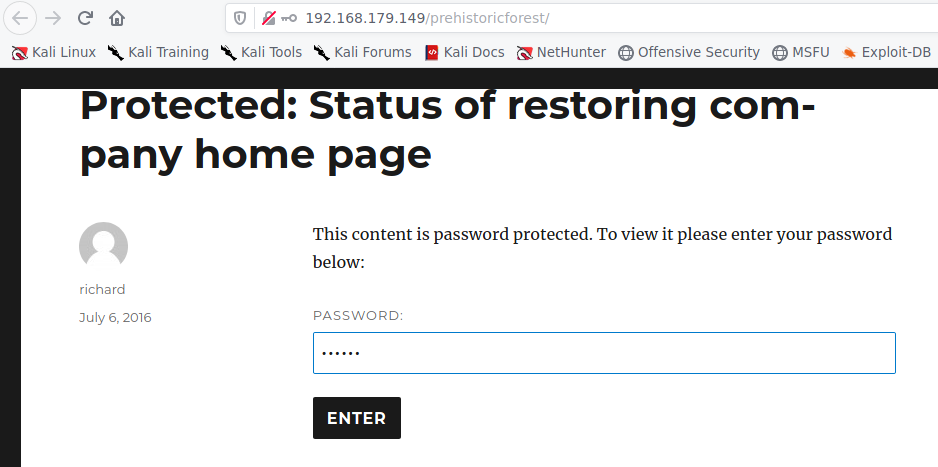 192.168.179.149/prehistoricforest/
Kali Linux Kali Training Kali Tools Kali Forums Kali Docs NetHunter Offensive Security MSFU Exploit-DB
Protected: Status of restoring com-
pany home page
This content is password protected. To view it please enter your password
below:
richard
July 6, 2016
PASSWORD:
••••••
ENTER